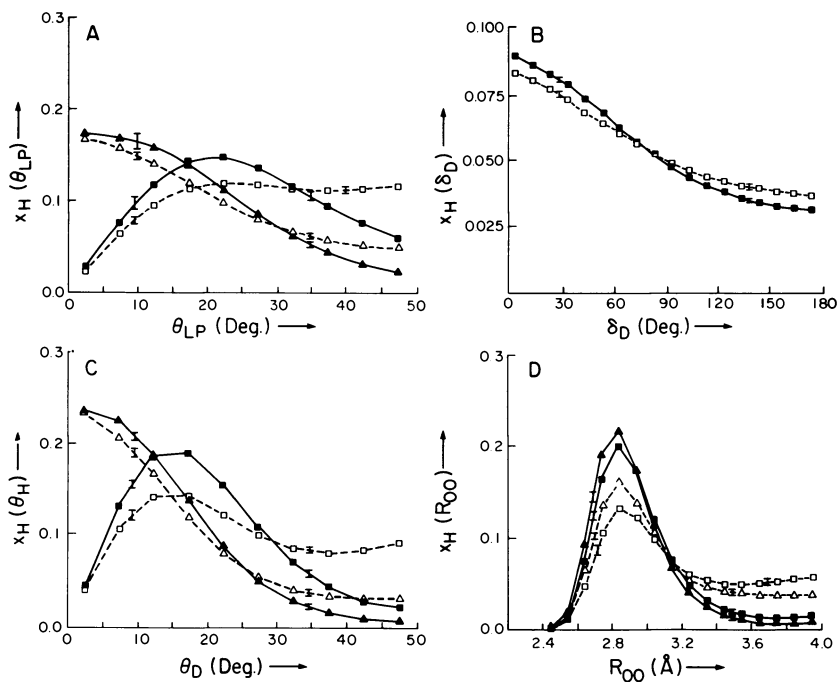 A
0.3
0.2
0.1
0
x_H (θ_LP)
0 10 20 30 40 50
θ_LP (Deg.)
B
0.100
0.075
0.050
0.025
x_H (δ_D)
0 30 60 90 120 150 180
δ_D (Deg.)
C
0.3
0.2
0.1
0
x_H (θ_H)
0 10 20 30 40 50
θ_D (Deg.)
D
0.3
0.2
0.1
0
x_H (R_OO)
2.4 2.8 3.2 3.6 4.0
R_OO (Å)